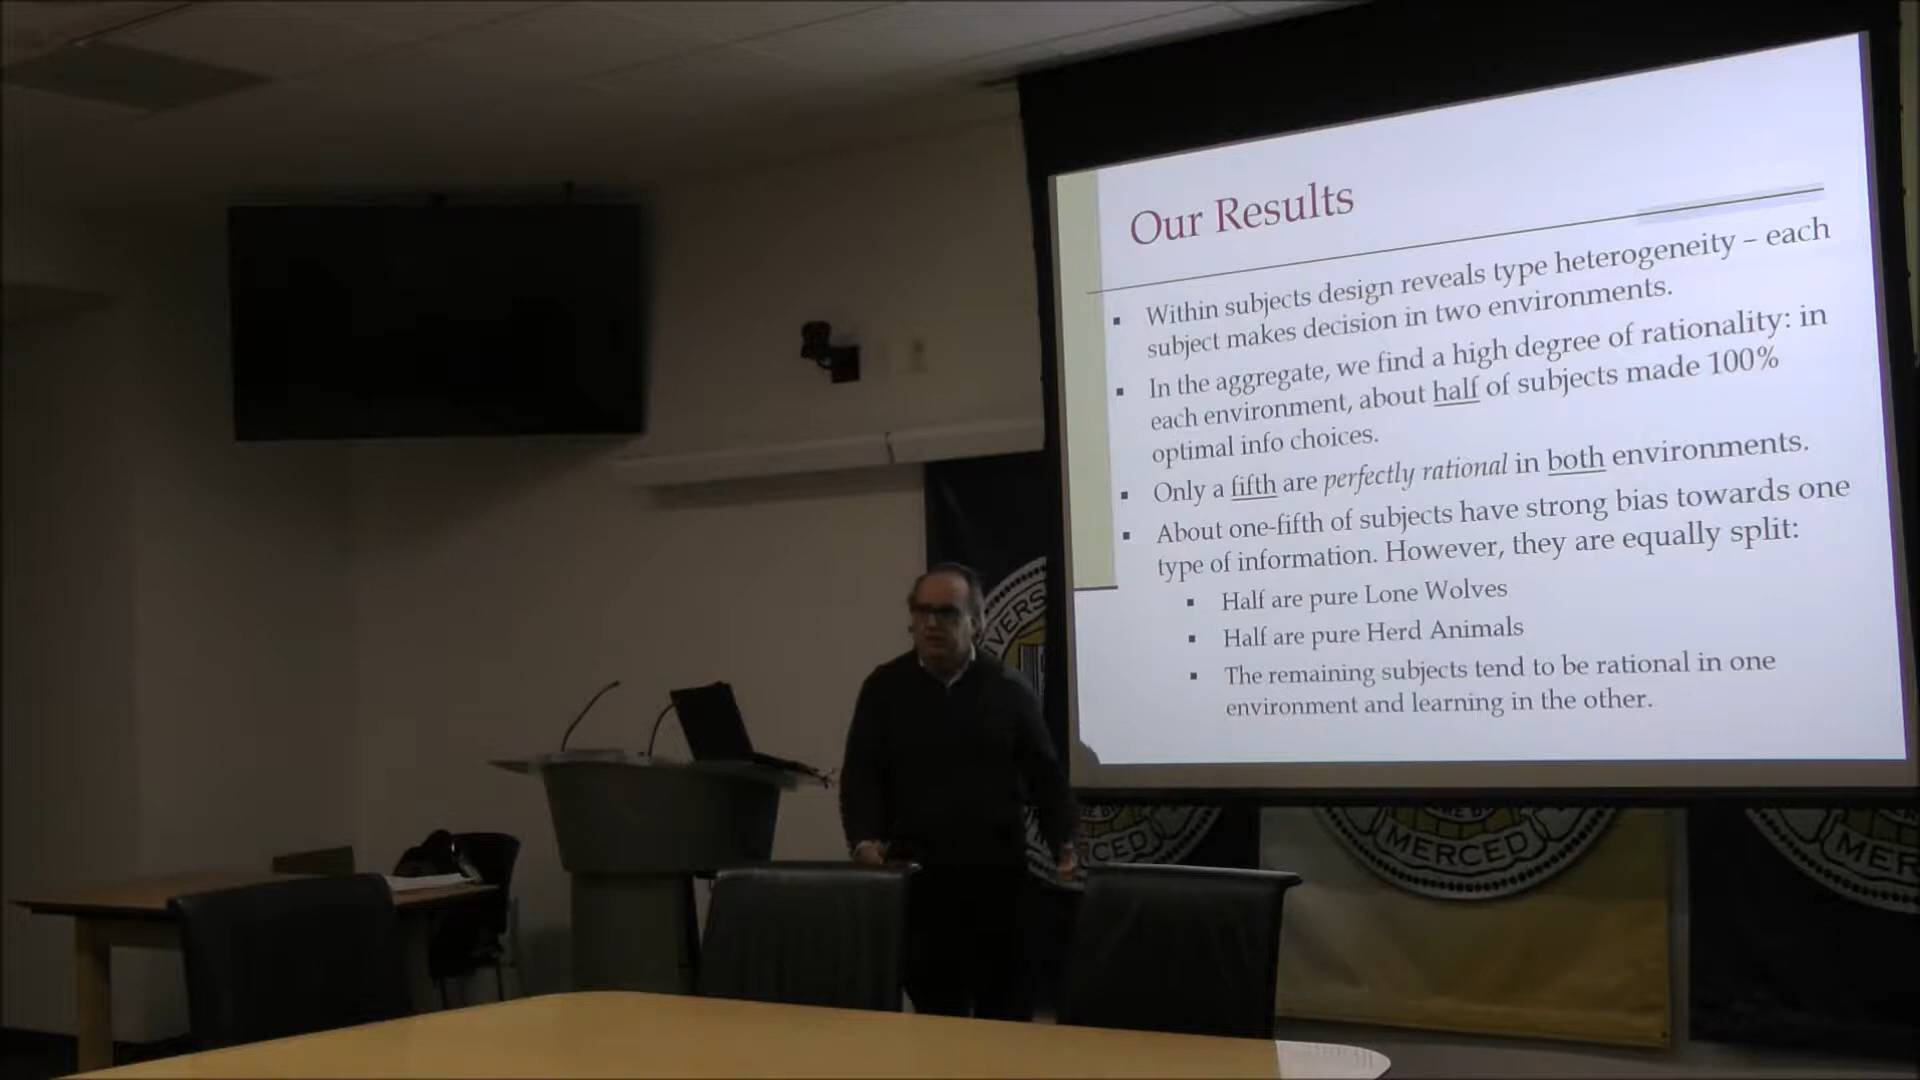 Our Results
▪ Within subjects design reveals type heterogeneity – each
subject makes decision in two environments.
▪ In the aggregate, we find a high degree of rationality: in
each environment, about half of subjects made 100%
optimal info choices.
▪ Only a fifth are perfectly rational in both environments.
▪ About one-fifth of subjects have strong bias towards one
type of information. However, they are equally split:
▪ Half are pure Lone Wolves
▪ Half are pure Herd Animals
▪ The remaining subjects tend to be rational in one
environment and learning in the other.
IVERS
CED
MERCED
MER